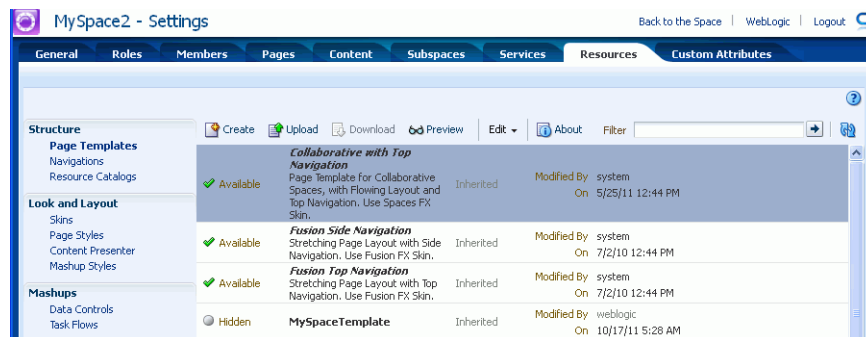 MySpace2 - Settings
Back to the Space | WebLogic | Logout
General Roles Members Pages Content Subspaces Services Resources Custom Attributes
Structure
Page Templates
Navigations
Resource Catalogs
Look and Layout
Skins
Page Styles
Content Presenter
Mashup Styles
Mashups
Data Controls
Task Flows
Create Upload Download Preview Edit About Filter
Available
Collaborative with Top
Navigation
Page Template for Collaborative
Spaces, with Flowing Layout and
Top Navigation. Use Spaces FX
Skin.
Inherited
Modified By system
On 5/25/11 12:44 PM
Available
Fusion Side Navigation
Stretching Page Layout with Side
Navigation. Use Fusion FX Skin.
Inherited
Modified By system
On 7/2/10 12:44 PM
Available
Fusion Top Navigation
Stretching Page Layout with Top
Navigation. Use Fusion FX Skin.
Inherited
Modified By system
On 7/2/10 12:44 PM
Hidden
MySpaceTemplate
Inherited
Modified By weblogic
On 10/17/11 5:28 AM